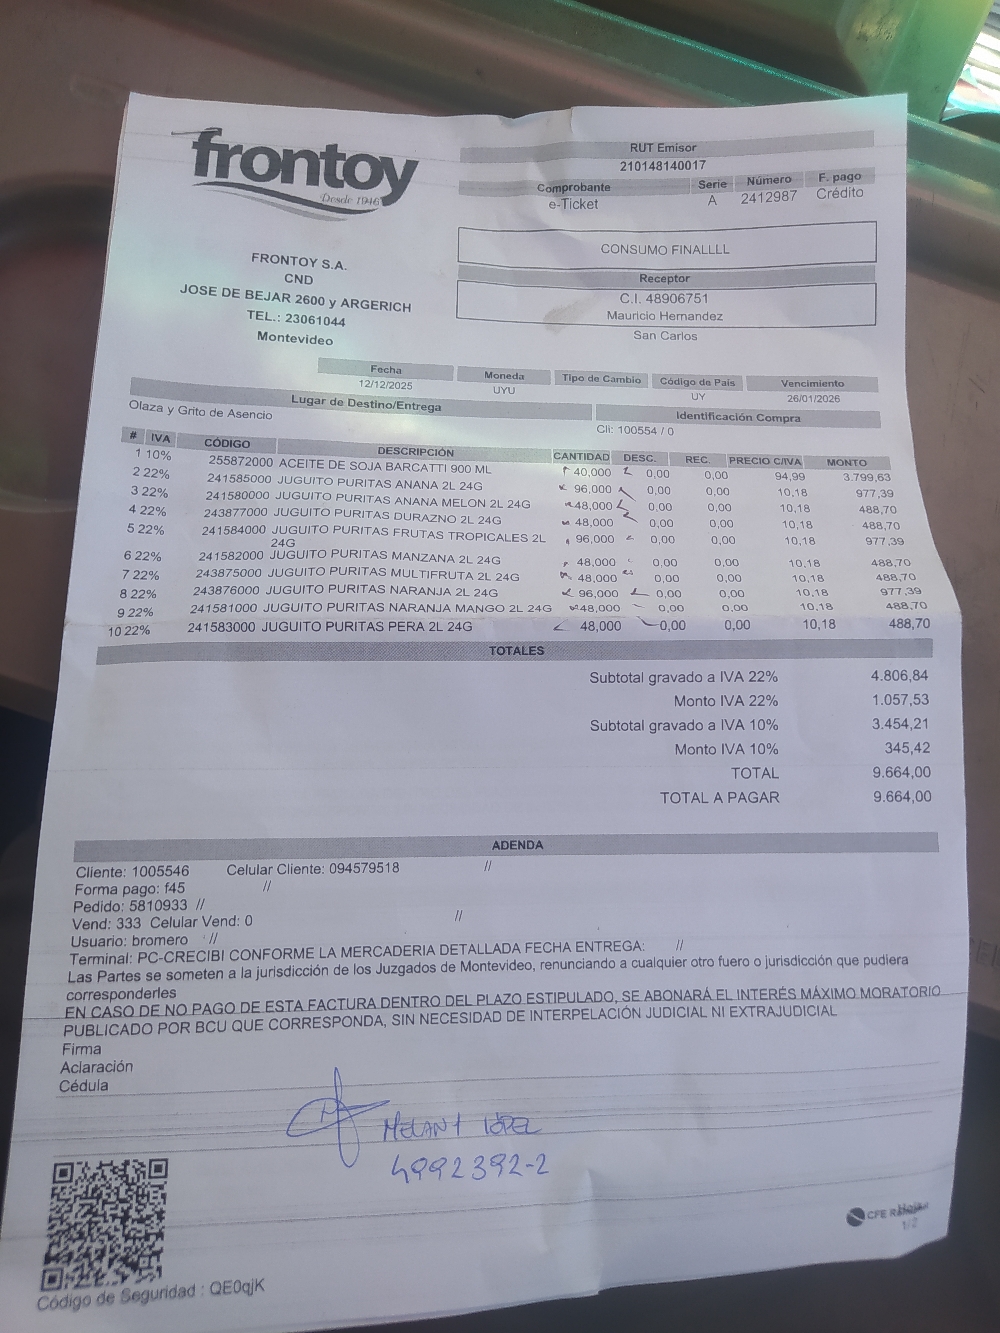 frontoy
Desde 1946
RUT Emisor
210148140017
Comprobante Serie Número F. pago
e-Ticket A 2412987 Crédito
CONSUMO FINALLLL
Receptor
C.I. 48906751
Mauricio Hernandez
San Carlos
FRONTOY S.A.
CND
JOSE DE BEJAR 2600 y ARGERICH
TEL.: 23061044
Montevideo
Fecha Moneda Tipo de Cambio Código de País Vencimiento
12/12/2025 UYU UY 26/01/2026
Lugar de Destino/Entrega Identificación Compra
Olaza y Grito de Asencio Cli: 100554 / 0
# IVA CÓDIGO DESCRIPCIÓN CANTIDAD DESC. REC. PRECIO C/IVA MONTO
1 10% 255872000 ACEITE DE SOJA BARCATTI 900 ML 40,000 0,00 0,00 94,99 3.799,63
2 22% 241585000 JUGUITO PURITAS ANANA 2L 24G 96,000 0,00 0,00 10,18 977,39
3 22% 241580000 JUGUITO PURITAS ANANA MELON 2L 24G 48,000 0,00 0,00 10,18 488,70
4 22% 243877000 JUGUITO PURITAS DURAZNO 2L 24G 48,000 0,00 0,00 10,18 488,70
5 22% 241584000 JUGUITO PURITAS FRUTAS TROPICALES 2L 96,000 0,00 0,00 10,18 977,39
24G
6 22% 241582000 JUGUITO PURITAS MANZANA 2L 24G 48,000 0,00 0,00 10,18 488,70
7 22% 243875000 JUGUITO PURITAS MULTIFRUTA 2L 24G 48,000 0,00 0,00 10,18 488,70
8 22% 243876000 JUGUITO PURITAS NARANJA 2L 24G 96,000 0,00 0,00 10,18 977,39
9 22% 241581000 JUGUITO PURITAS NARANJA MANGO 2L 24G 48,000 0,00 0,00 10,18 488,70
10 22% 241583000 JUGUITO PURITAS PERA 2L 24G 48,000 0,00 0,00 10,18 488,70
TOTALES
Subtotal gravado a IVA 22% 4.806,84
Monto IVA 22% 1.057,53
Subtotal gravado a IVA 10% 3.454,21
Monto IVA 10% 345,42
TOTAL 9.664,00
TOTAL A PAGAR 9.664,00
ADENDA
Cliente: 1005546 Celular Cliente: 094579518 //
Forma pago: f45 //
Pedido: 5810933 //
Vend: 333 Celular Vend: 0 //
Usuario: bromero //
Terminal: PC-CRECIBI CONFORME LA MERCADERIA DETALLADA FECHA ENTREGA: //
Las Partes se someten a la jurisdicción de los Juzgados de Montevideo, renunciando a cualquier otro fuero o jurisdicción que pudiera
corresponderles
EN CASO DE NO PAGO DE ESTA FACTURA DENTRO DEL PLAZO ESTIPULADO, SE ABONARÁ EL INTERÉS MÁXIMO MORATORIO
PUBLICADO POR BCU QUE CORRESPONDA, SIN NECESIDAD DE INTERPELACIÓN JUDICIAL NI EXTRAJUDICIAL
Firma
Aclaración
Cédula
4992392-2
CFE
1/2
Código de Seguridad : QE0qjK